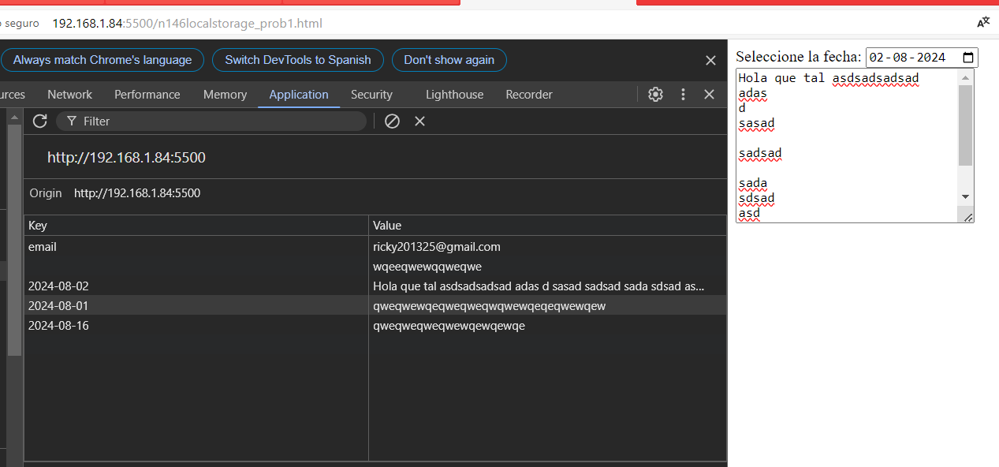 o seguro 192.168.1.84:5500/n146localstorage_prob1.html
Always match Chrome's language Switch DevTools to Spanish Don't show again
urces Network Performance Memory Application Security Lighthouse Recorder
Filter
http://192.168.1.84:5500
Origin http://192.168.1.84:5500
Key Value
email ricky201325@gmail.com
wqeeqwewqqweqwe
2024-08-02 Hola que tal asdsadsadsad adas d sasad sadsad sada sdsad as...
2024-08-01 qweqwewqeqweqweqwqwewqeqeqwewqew
2024-08-16 qweqweqweqwewqewqewqe
Seleccione la fecha: 02-08-2024
Hola que tal asdsadsadsad
adas
d
sasad
sadsad
sada
sdsad
asd